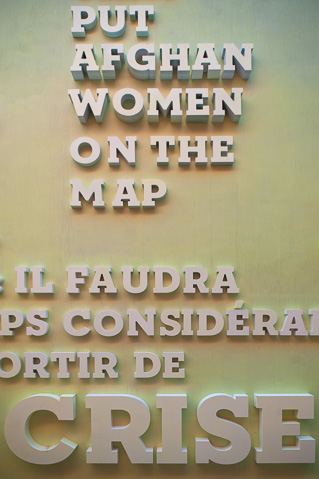 PUT
AFGHAN
WOMEN
ON THE
MAP
: IL FAUDRA
PS CONSIDÉRA
ORTIR DE
CRISE